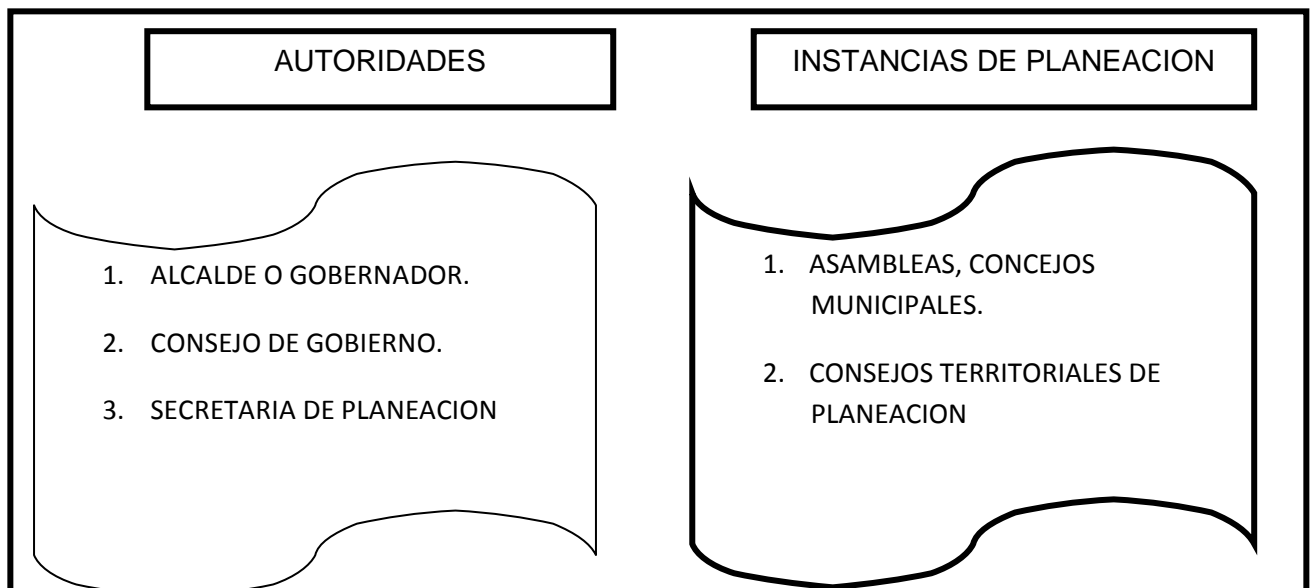 AUTORIDADES
1. ALCALDE O GOBERNADOR.
2. CONSEJO DE GOBIERNO.
3. SECRETARIA DE PLANEACION
INSTANCIAS DE PLANEACION
1. ASAMBLEAS, CONCEJOS
MUNICIPALES.
2. CONSEJOS TERRITORIALES DE
PLANEACION